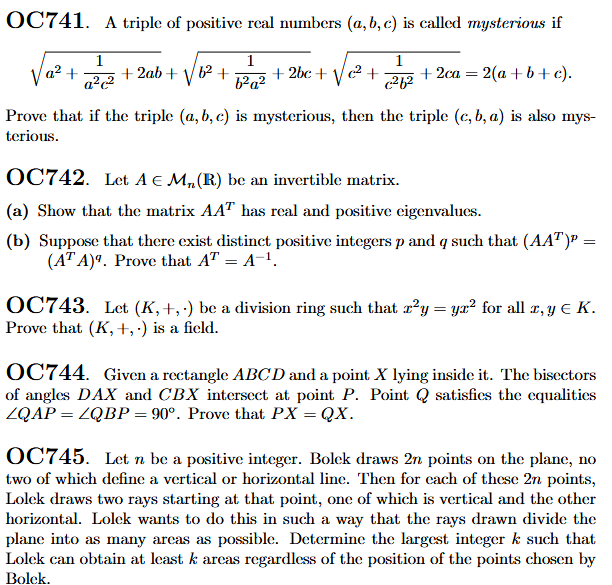 OC741. A triple of positive real numbers (a, b, c) is called mysterious if
√(a² + 1/(a²c²) + 2ab) + √(b² + 1/(b²a²) + 2bc) + √(c² + 1/(c²b²) + 2ca) = 2(a + b + c).
Prove that if the triple (a, b, c) is mysterious, then the triple (c, b, a) is also mys-
terious.
OC742. Let A ∈ Mₙ(ℝ) be an invertible matrix.
(a) Show that the matrix AAᵀ has real and positive eigenvalues.
(b) Suppose that there exist distinct positive integers p and q such that (AAᵀ)ᵖ =
(AᵀA)^q. Prove that Aᵀ = A⁻¹.
OC743. Let (K, +, ·) be a division ring such that x²y = yx² for all x, y ∈ K.
Prove that (K, +, ·) is a field.
OC744. Given a rectangle ABCD and a point X lying inside it. The bisectors
of angles DAX and CBX intersect at point P. Point Q satisfies the equalities
∠QAP = ∠QBP = 90°. Prove that PX = QX.
OC745. Let n be a positive integer. Bolek draws 2n points on the plane, no
two of which define a vertical or horizontal line. Then for each of these 2n points,
Lolek draws two rays starting at that point, one of which is vertical and the other
horizontal. Lolek wants to do this in such a way that the rays drawn divide the
plane into as many areas as possible. Determine the largest integer k such that
Lolek can obtain at least k areas regardless of the position of the points chosen by
Bolek.